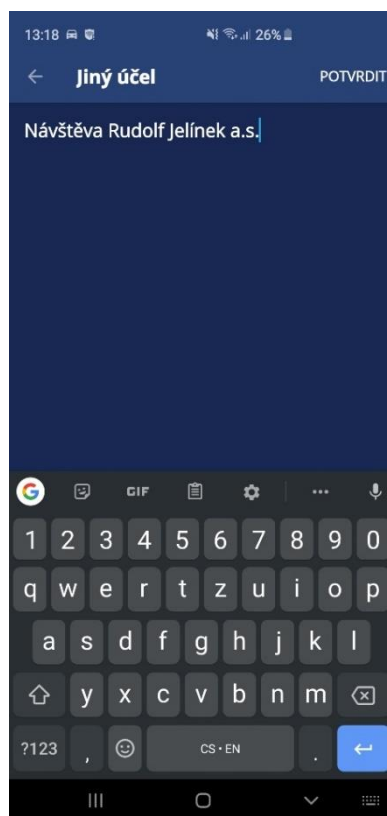 13:18 26%
Jiný účel POTVRDIT
Návštěva Rudolf Jelínek a.s.
G GIF
1 2 3 4 5 6 7 8 9 0
q w e r t z u i o p
a s d f g h j k l
y x c v b n m
?123 , CS • EN .